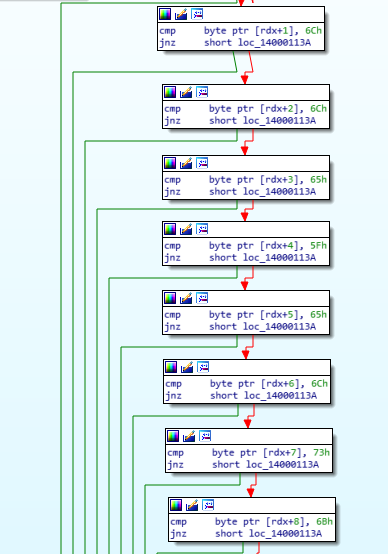 cmp byte ptr [rdx+1], 6Ch
jnz short loc_14000113A
cmp byte ptr [rdx+2], 6Ch
jnz short loc_14000113A
cmp byte ptr [rdx+3], 65h
jnz short loc_14000113A
cmp byte ptr [rdx+4], 5Fh
jnz short loc_14000113A
cmp byte ptr [rdx+5], 65h
jnz short loc_14000113A
cmp byte ptr [rdx+6], 6Ch
jnz short loc_14000113A
cmp byte ptr [rdx+7], 73h
jnz short loc_14000113A
cmp byte ptr [rdx+8], 6Bh
jnz short loc_14000113A